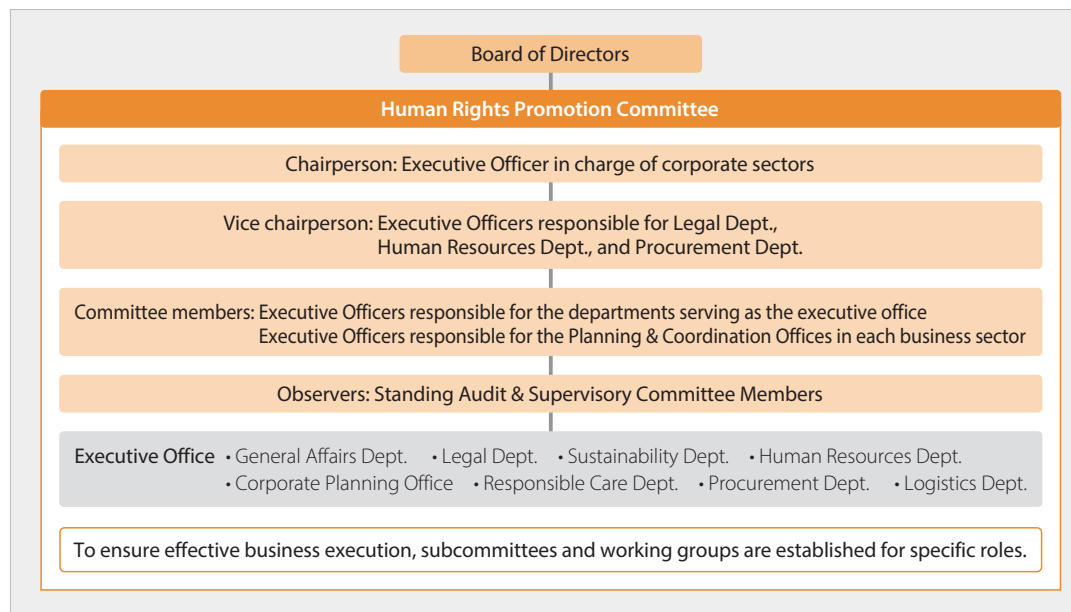 Board of Directors
Human Rights Promotion Committee
Chairperson: Executive Officer in charge of corporate sectors
Vice chairperson: Executive Officers responsible for Legal Dept.,
Human Resources Dept., and Procurement Dept.
Committee members: Executive Officers responsible for the departments serving as the executive office
Executive Officers responsible for the Planning & Coordination Offices in each business sector
Observers: Standing Audit & Supervisory Committee Members
Executive Office • General Affairs Dept. • Legal Dept. • Sustainability Dept. • Human Resources Dept.
• Corporate Planning Office • Responsible Care Dept. • Procurement Dept. • Logistics Dept.
To ensure effective business execution, subcommittees and working groups are established for specific roles.